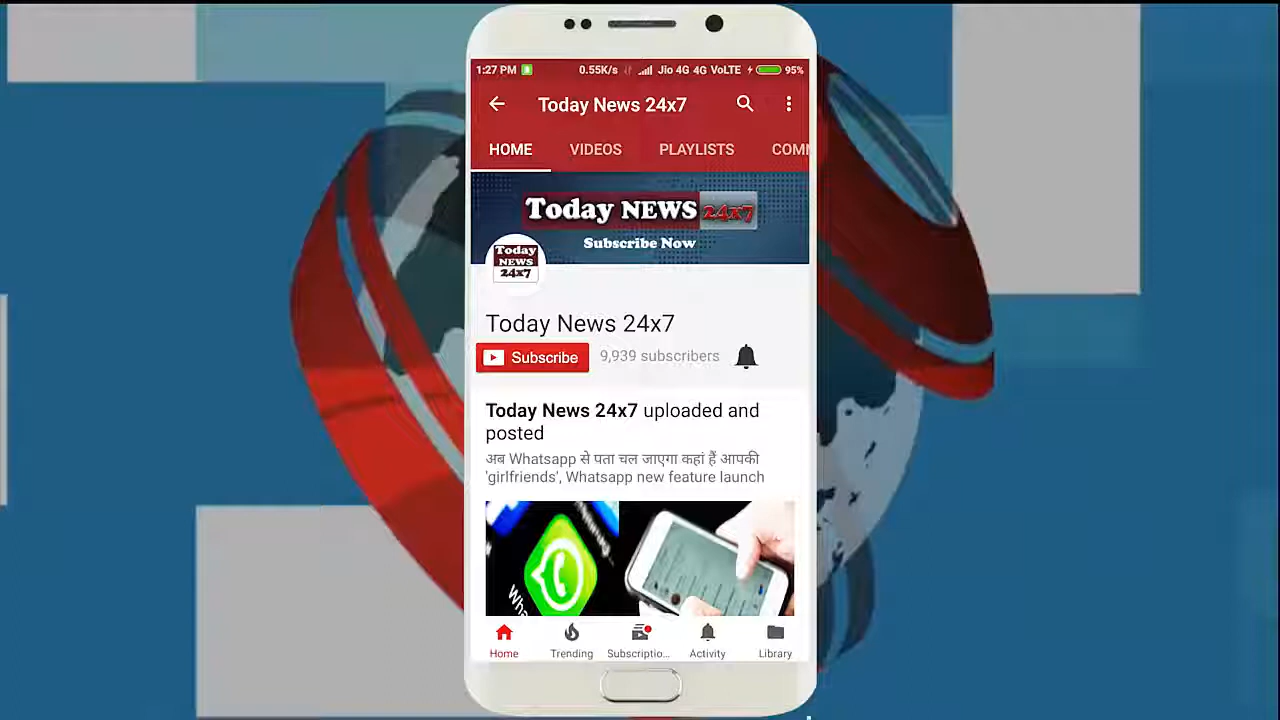 1:27 PM 0.55K/s Jio 4G 4G VoLTE 95%
Today News 24x7
HOME VIDEOS PLAYLISTS COMM
Today NEWS 24x7
Subscribe Now
Today
NEWS
24x7
Today News 24x7
Subscribe 9,939 subscribers
Today News 24x7 uploaded and
posted
अब Whatsapp से पता चल जाएगा कहां हैं आपकी
'girlfriends', Whatsapp new feature launch
Wha
Home Trending Subscriptio... Activity Library